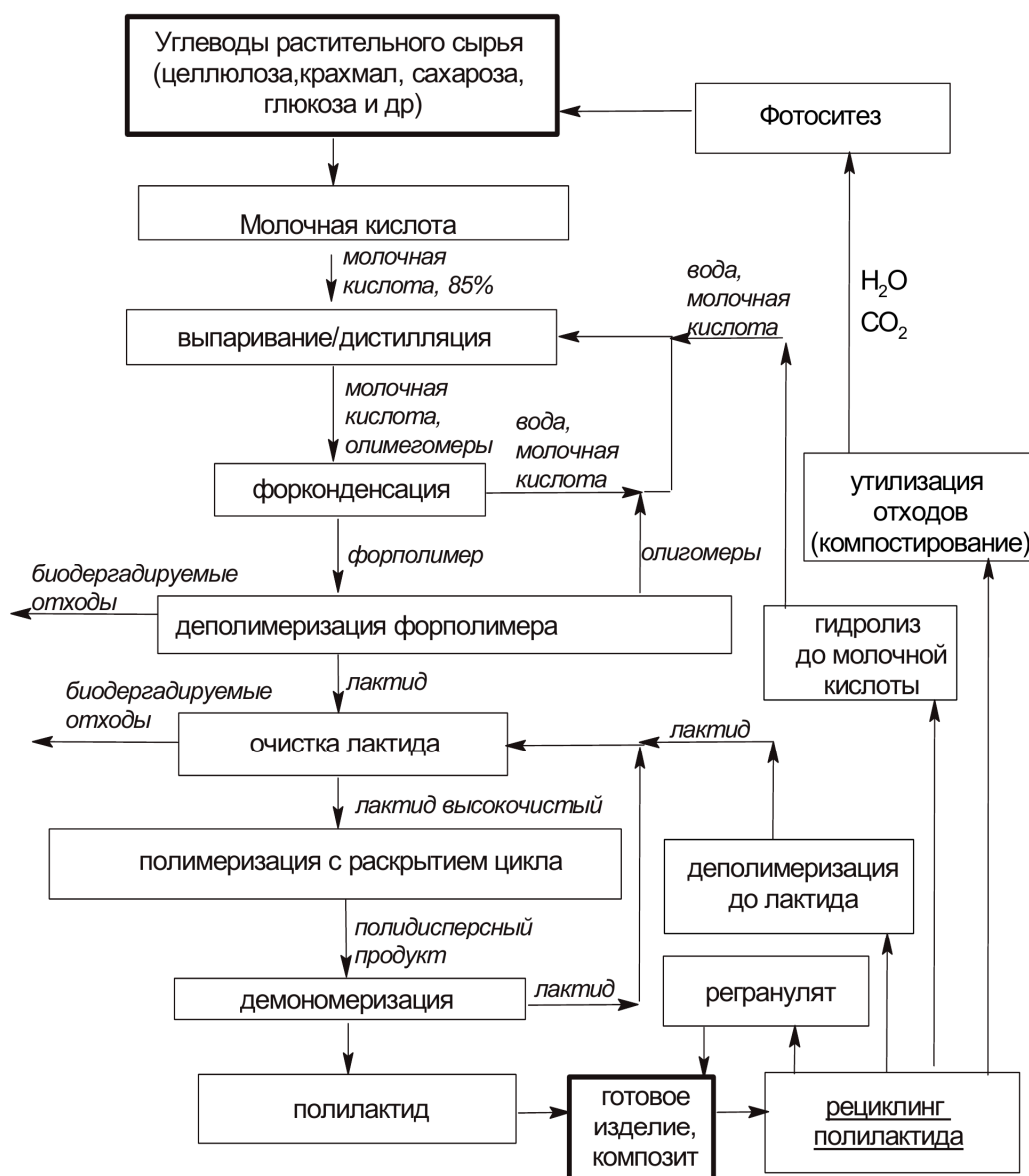 Углеводы растительного сырья
(целлюлоза,крахмал, сахароза,
глюкоза и др)
Фотоситез
Молочная кислота
молочная
кислота, 85%
вода,
молочная
кислота
H₂O
CO₂
выпаривание/дистилляция
молочная
кислота,
олимегомеры
вода,
молочная
кислота
форконденсация
утилизация
отходов
(компостирование)
форполимер
олигомеры
биодергадируемые
отходы
деполимеризация форполимера
гидролиз
до молочной
кислоты
лактид
биодергадируемые
отходы
очистка лактида
лактид
лактид высокочистый
полимеризация с раскрытием цикла
деполимеризация
до лактида
полидисперсный
продукт
демономеризация
лактид
регранулят
полилактид
готовое
изделие,
композит
рециклинг
полилактида